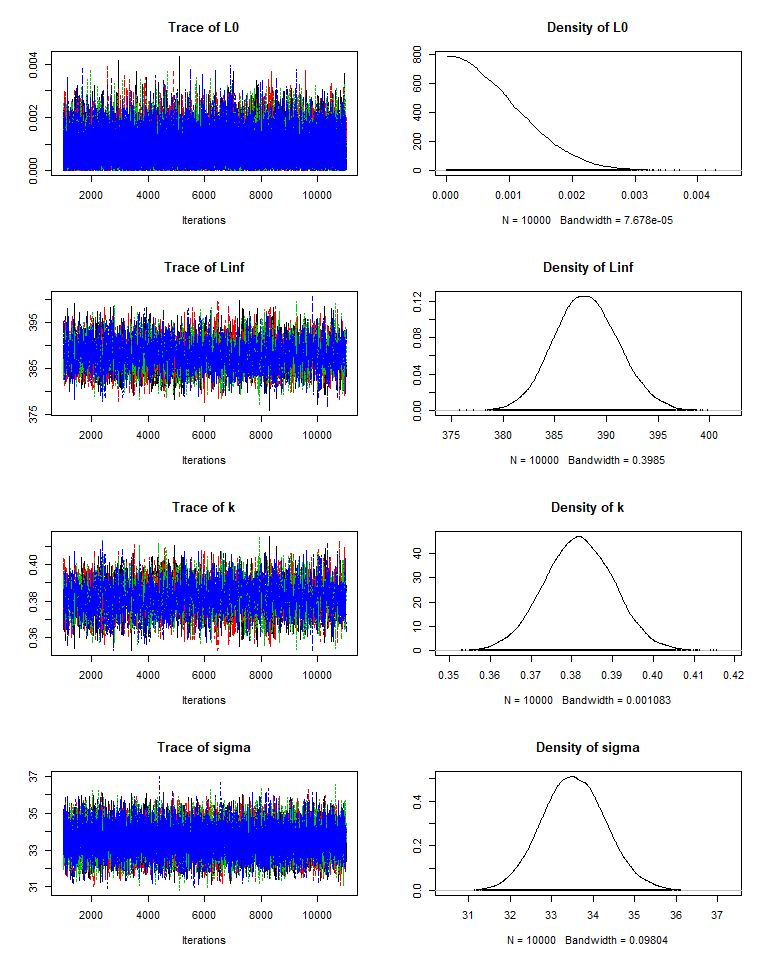 Trace of L0
0.000 0.002 0.004
2000 4000 6000 8000 10000
Iterations
Density of L0
0 200 400 600 800
0.000 0.001 0.002 0.003 0.004
N = 10000 Bandwidth = 7.678e-05
Trace of Linf
375 385 395
2000 4000 6000 8000 10000
Iterations
Density of Linf
0.00 0.04 0.08 0.12
375 380 385 390 395 400
N = 10000 Bandwidth = 0.3985
Trace of k
0.36 0.38 0.40
2000 4000 6000 8000 10000
Iterations
Density of k
0 10 20 30 40
0.35 0.36 0.37 0.38 0.39 0.40 0.41 0.42
N = 10000 Bandwidth = 0.001083
Trace of sigma
31 33 35 37
2000 4000 6000 8000 10000
Iterations
Density of sigma
0.0 0.2 0.4
31 32 33 34 35 36 37
N = 10000 Bandwidth = 0.09804